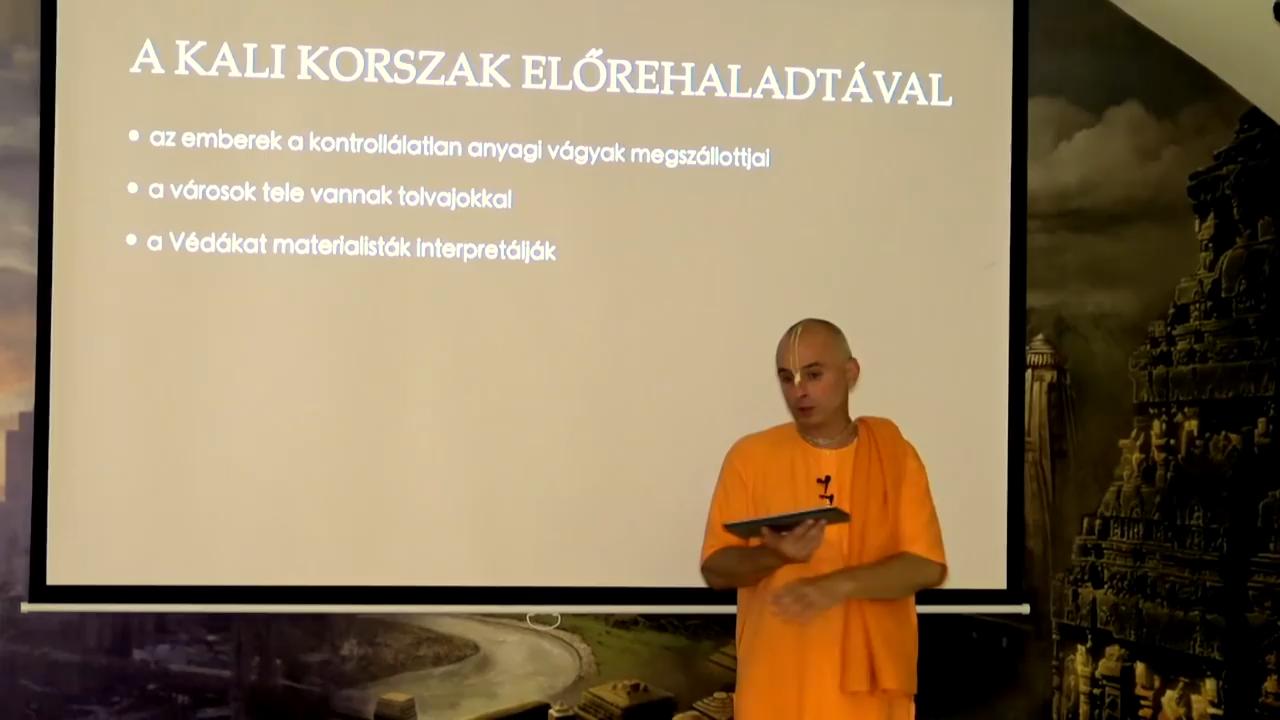 A KALI KORSZAK ELŐREHALADTÁVAL
• az emberek a kontrollálatlan anyagi vágyak megszállottjai
• a városok tele vannak tolvajokkal
• a Védákat materialisták interpretálják